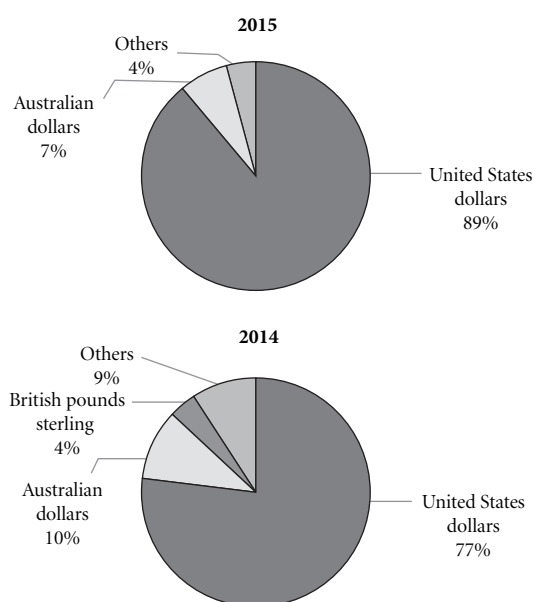 2015
Others
4%
Australian
dollars
7%
United States
dollars
89%
2014
Others
9%
British pounds
sterling
4%
Australian
dollars
10%
United States
dollars
77%